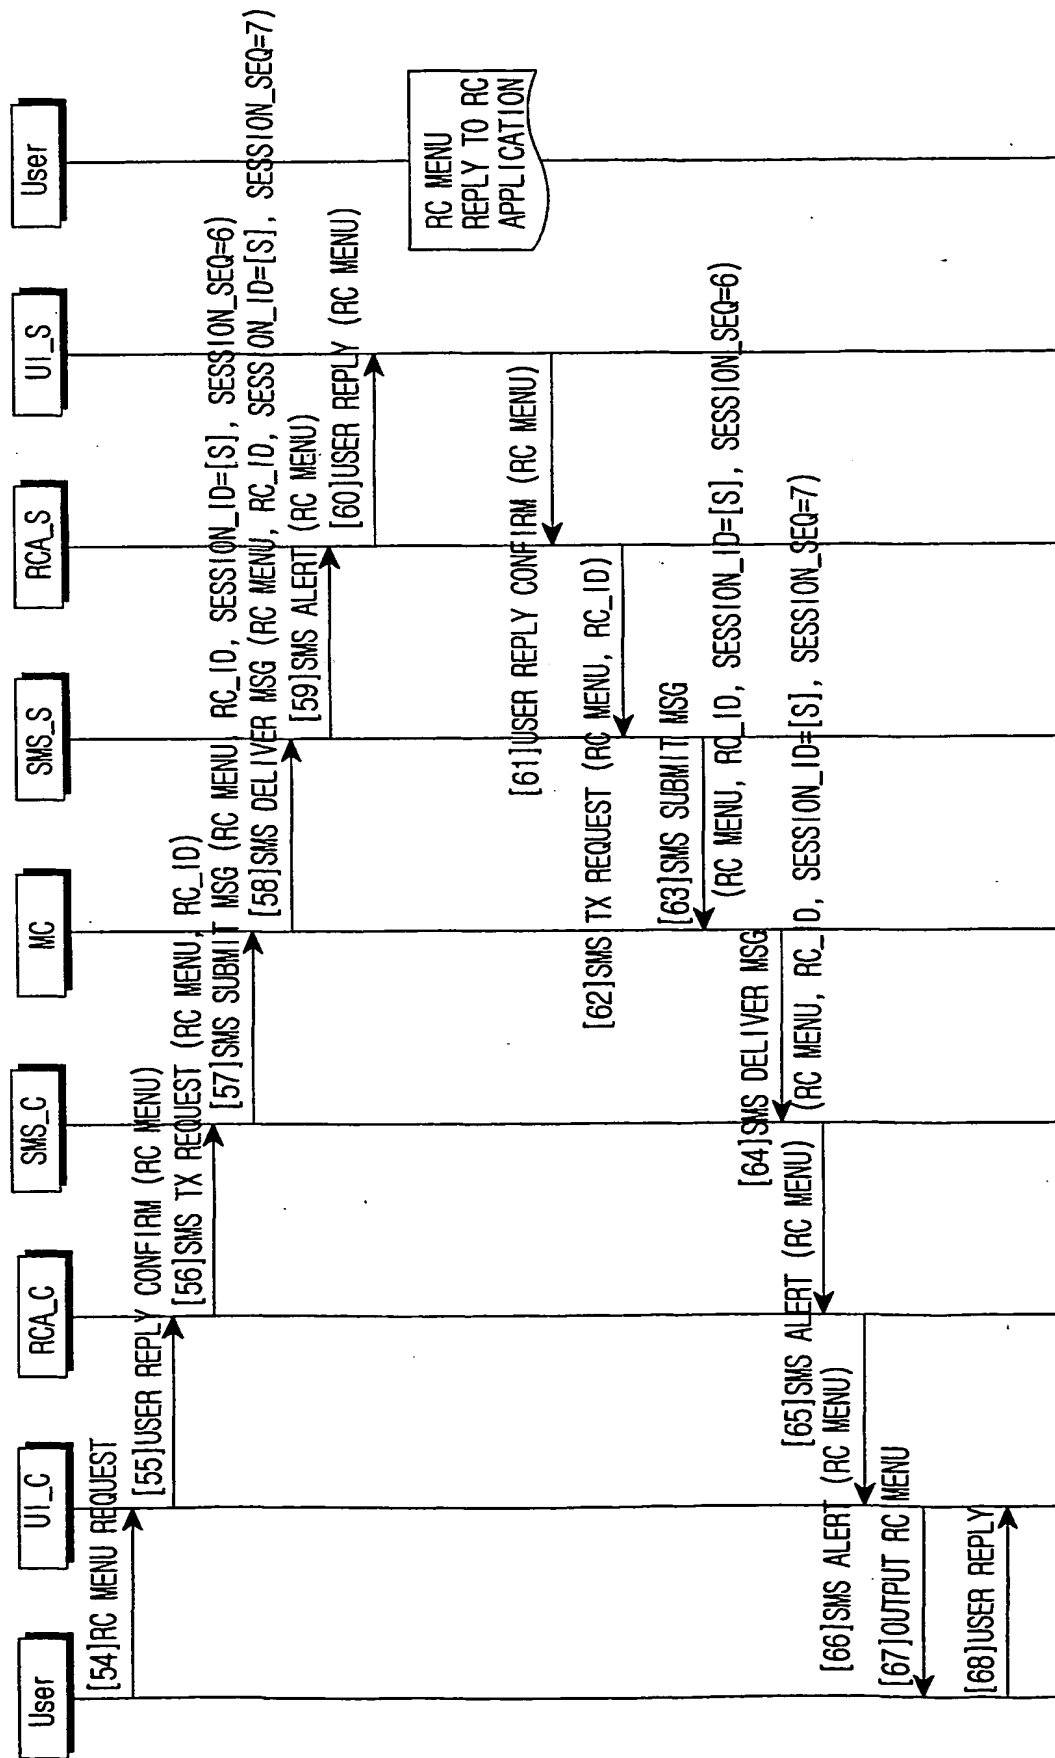 User
UI_C
RCA_C
SMS_C
MC
SMS_S
RCA_S
UI_S
User
[54]RC MENU REQUEST
[55]USER REPLY CONFIRM (RC MENU)
[56]SMS TX REQUEST (RC MENU, RC_ID)
[57]SMS SUBMIT MSG (RC MENU, RC_ID, SESSION_ID=[S], SESSION_SEQ=6)
[58]SMS DELIVER MSG (RC MENU, RC_ID, SESSION_ID=[S], SESSION_SEQ=7)
[59]SMS ALERT (RC MENU)
[60]USER REPLY (RC MENU)
RC MENU
REPLY TO RC
APPLICATION
[61]USER REPLY CONFIRM (RC MENU)
[62]SMS TX REQUEST (RC MENU, RC_ID)
[63]SMS SUBMIT MSG
(RC MENU, RC_ID, SESSION_ID=[S], SESSION_SEQ=6)
[64]SMS DELIVER MSG
(RC MENU, RC_ID, SESSION_ID=[S], SESSION_SEQ=7)
[65]SMS ALERT (RC MENU)
[66]SMS ALERT (RC MENU)
[67]OUTPUT RC MENU
[68]USER REPLY